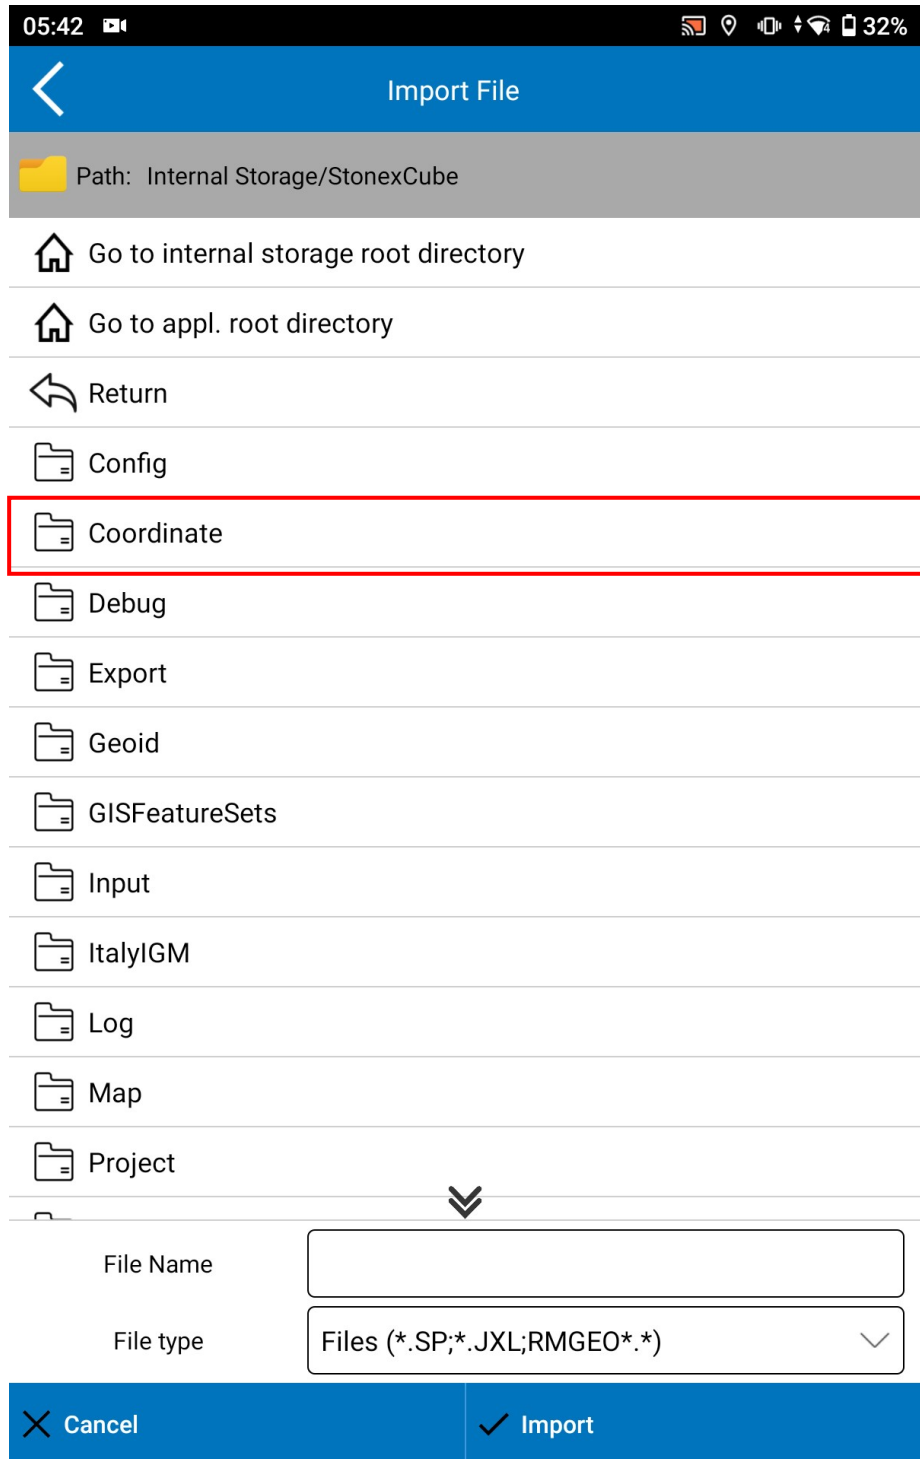 05:42 32%
Import File
Path: Internal Storage/StonexCube
Go to internal storage root directory
Go to appl. root directory
Return
Config
Coordinate
Debug
Export
Geoid
GISFeatureSets
Input
ItalyIGM
Log
Map
Project
File Name
File type Files (*.SP;*.JXL;RMGEO*.*)
Cancel Import